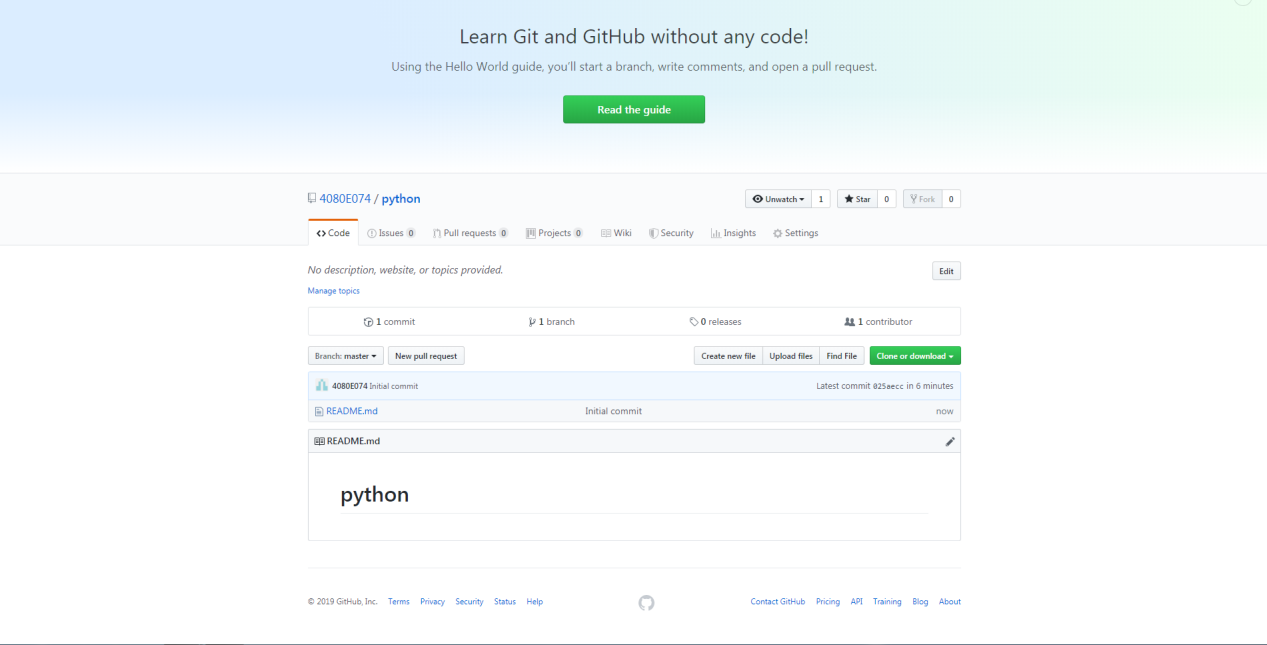 Learn Git and GitHub without any code!
Using the Hello World guide, you'll start a branch, write comments, and open a pull request.
Read the guide
4080E074 / python
Unwatch 1 Star 0 Fork 0
Code Issues 0 Pull requests 0 Projects 0 Wiki Security Insights Settings
No description, website, or topics provided. Edit
Manage topics
1 commit 1 branch 0 releases 1 contributor
Branch: master New pull request Create new file Upload files Find File Clone or download
4080E074 Initial commit Latest commit 025aecc in 6 minutes
README.md Initial commit now
README.md
python
© 2019 GitHub, Inc. Terms Privacy Security Status Help Contact GitHub Pricing API Training Blog About